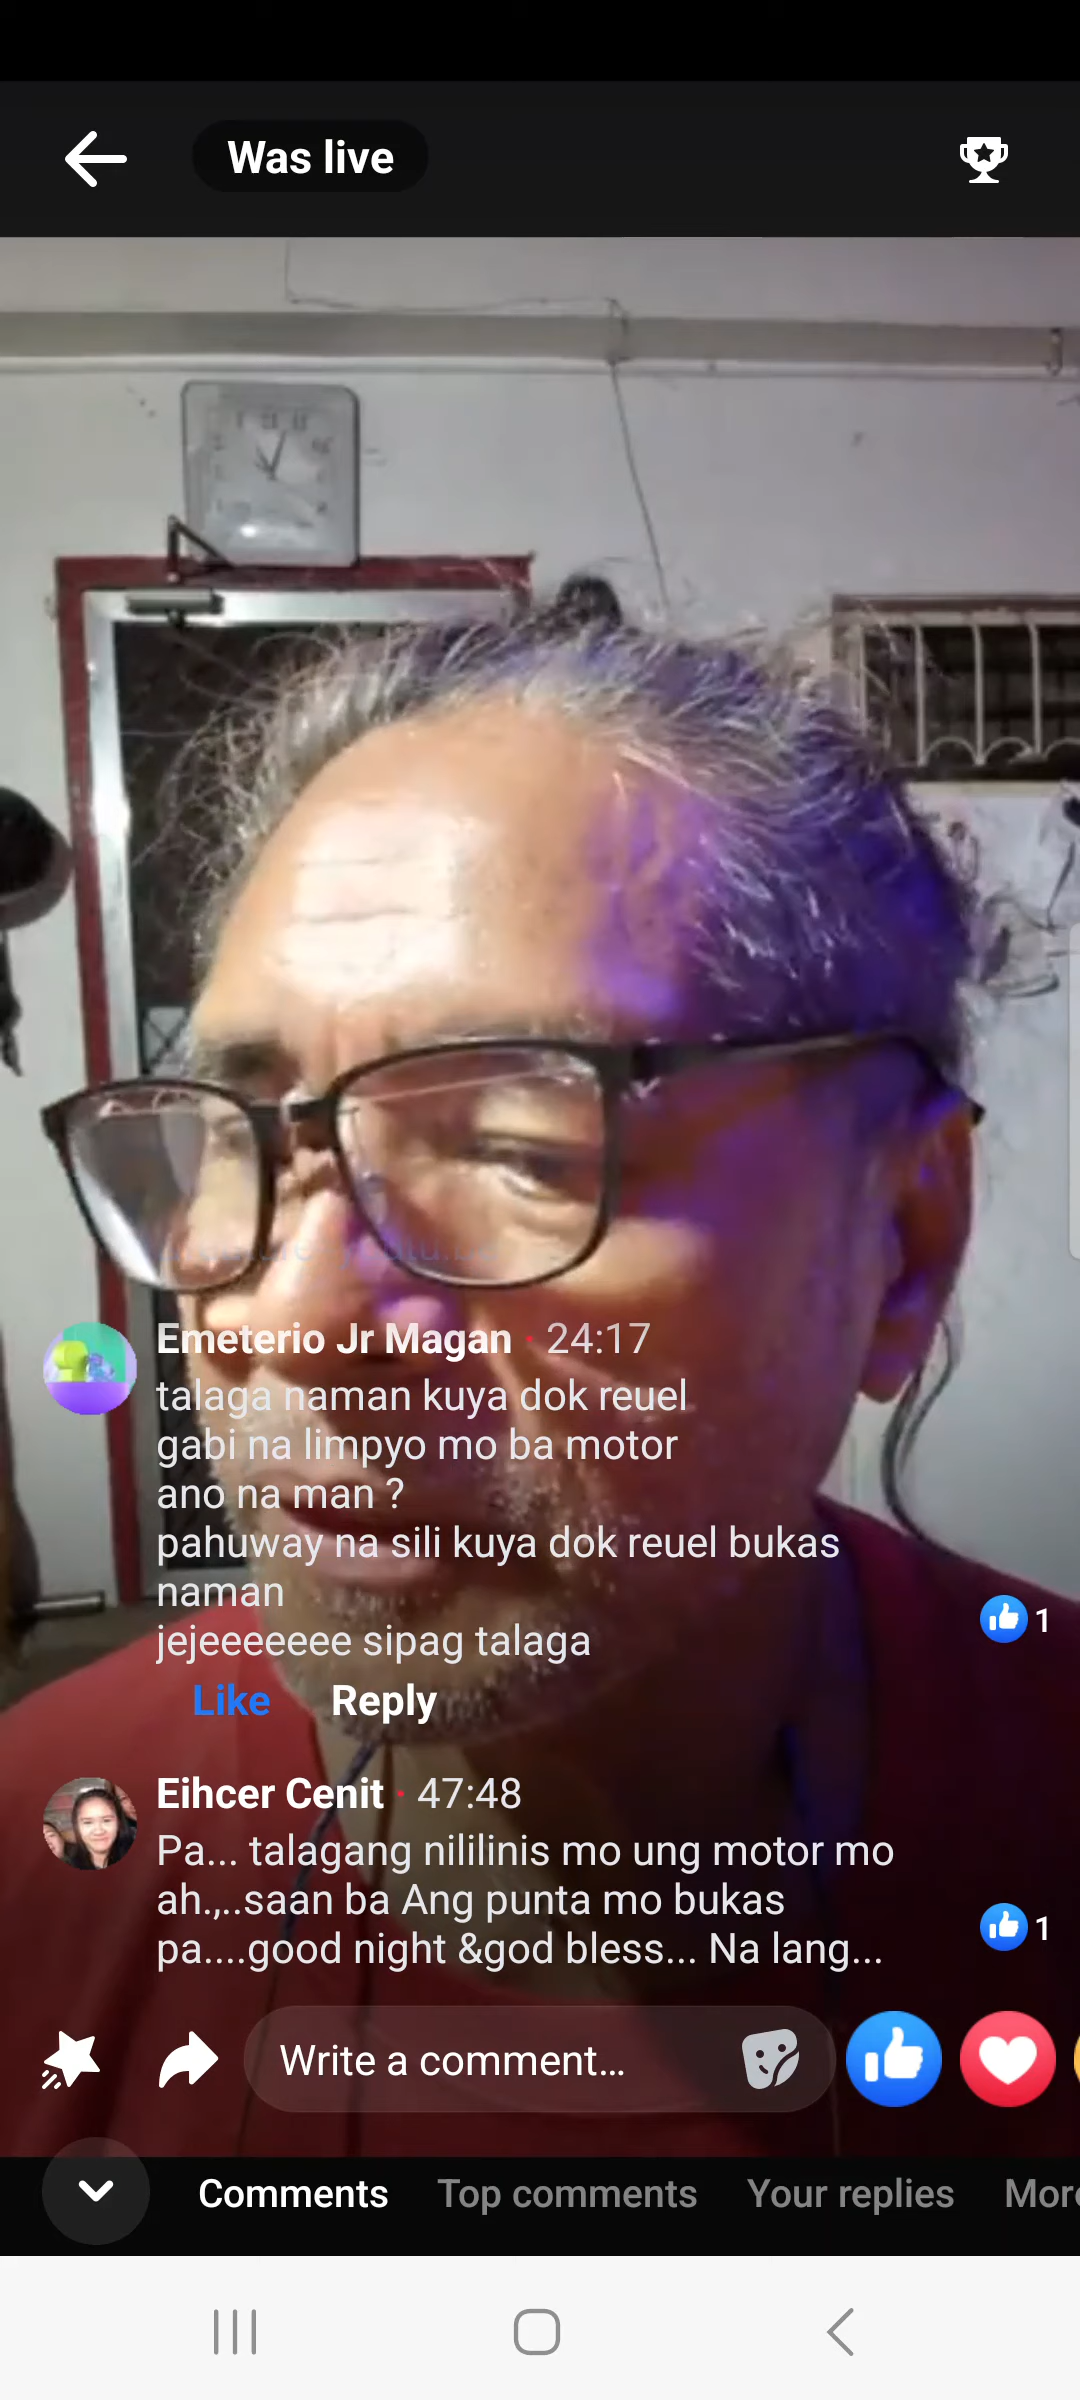 Was live
Emeterio Jr Magan · 24:17
talaga naman kuya dok reuel
gabi na limpyo mo ba motor
ano na man ?
pahuway na sili kuya dok reuel bukas
naman
jejeeeeeee sipag talaga
1
Like Reply
Eihcer Cenit · 47:48
Pa... talagang nililinis mo ung motor mo
ah.,..saan ba Ang punta mo bukas
pa....good night &god bless... Na lang...
1
Write a comment...
Comments Top comments Your replies